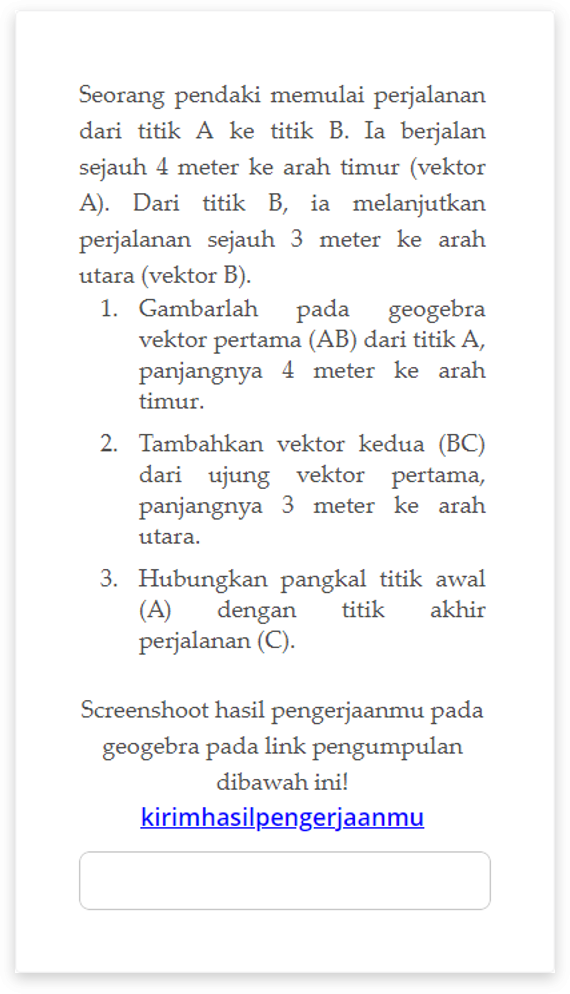 Seorang pendaki memulai perjalanan
dari titik A ke titik B. Ia berjalan
sejauh 4 meter ke arah timur (vektor
A). Dari titik B, ia melanjutkan
perjalanan sejauh 3 meter ke arah
utara (vektor B).
1. Gambarlah pada geogebra
vektor pertama (AB) dari titik A,
panjangnya 4 meter ke arah
timur.
2. Tambahkan vektor kedua (BC)
dari ujung vektor pertama,
panjangnya 3 meter ke arah
utara.
3. Hubungkan pangkal titik awal
(A) dengan titik akhir
perjalanan (C).
Screenshoot hasil pengerjaanmu pada
geogebra pada link pengumpulan
dibawah ini!
kirimhasilpengerjaanmu